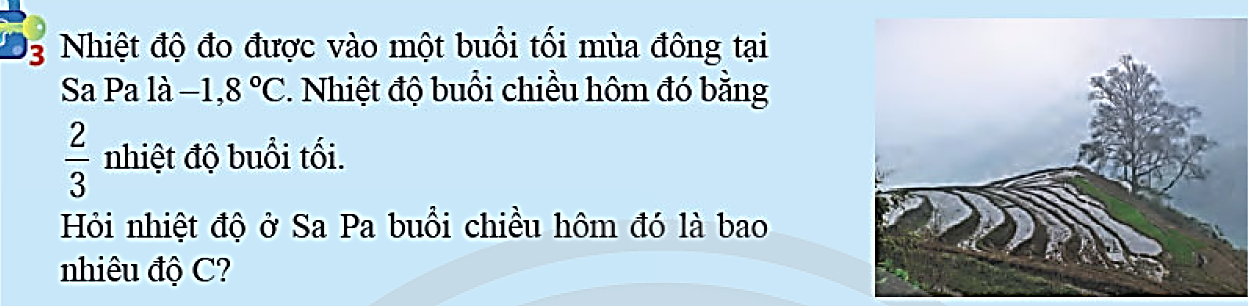 3 Nhiệt độ đo được vào một buổi tối mùa đông tại
Sa Pa là –1,8 °C. Nhiệt độ buổi chiều hôm đó bằng
2/3 nhiệt độ buổi tối.
Hỏi nhiệt độ ở Sa Pa buổi chiều hôm đó là bao
nhiêu độ C?